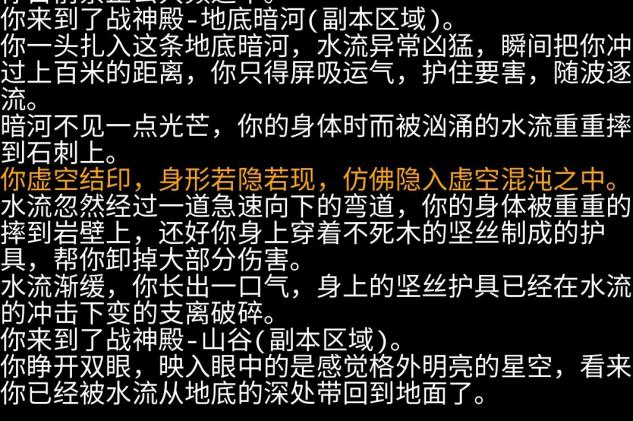 你来到了战神殿-地底暗河(副本区域)。
你一头扎入这条地底暗河，水流异常凶猛，瞬间把你冲
过上百米的距离，你只得屏吸运气，护住要害，随波逐
流。
暗河不见一点光芒，你的身体时而被汹涌的水流重重摔
到石刺上。
你虚空结印，身形若隐若现，仿佛隐入虚空混沌之中。
水流忽然经过一道急速向下的弯道，你的身体被重重的
摔到岩壁上，还好你身上穿着不死木的坚丝制成的护
具，帮你卸掉大部分伤害。
水流渐缓，你长出一口气，身上的坚丝护具已经在水流
的冲击下变的支离破碎。
你来到了战神殿-山谷(副本区域)。
你睁开双眼，映入眼中的是感觉格外明亮的星空，看来
你已经被水流从地底的深处带回到地面了。